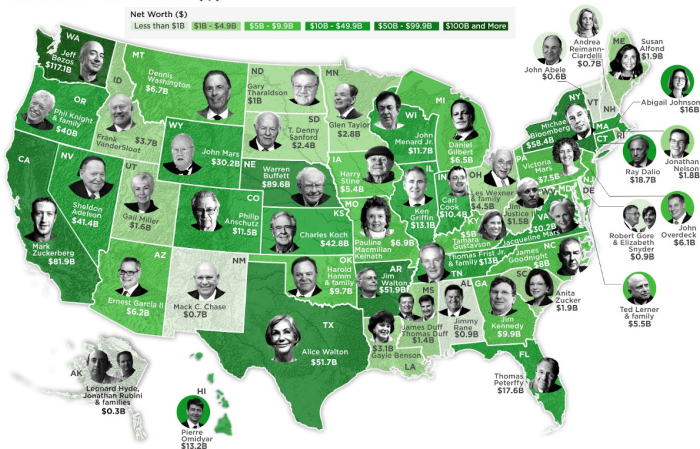 Net Worth ($)
Less than $1B
$1B - $4.9B
$5B - $9.9B
$10B - $49.9B
$50B - $99.9B
$100B and More
WA
Jeff
Bezos
$117.1B
MT
Dennis
Washington
$6.7B
ND
Gary
Tharaldson
$1B
MN
Glen Taylor
$2.8B
John Abele
$0.6B
Andrea
Reimann-
Ciardelli
$0.7B
ME
Susan
Alfond
$1.9B
VT
NH
Abigail Johnson
$16B
OR
Phil Knight
& family
$40B
ID
Frank
VanderSloot
$3.7B
WY
John Mars
$30.2B
SD
T. Denny
Sanford
$2.4B
WI
John
Menard Jr.
$11.7B
MI
Daniel
Gilbert
$6.5B
NY
Michael
Bloomberg
$58.4B
MA
CT
RI
Jonathan
Nelson
$1.8B
Ray Dalio
$18.7B
CA
Mark
Zuckerberg
$81.9B
NV
Sheldon
Adelson
$41.4B
UT
Gail Miller
$1.6B
CO
Philip
Anschutz
$11.5B
NE
Warren
Buffett
$89.6B
IA
Harry
Stine
$5.4B
IL
Ken
Griffin
$13.1B
IN
Carl
Cook
$10.4B
OH
Les Wexner
& family
$4.5B
PA
Victoria
Mars
$7.5B
NJ
DE
MD
John
Overdeck
$6.1B
Robert Gore
& Elizabeth
Snyder
$0.9B
Ted Lerner
& family
$5.5B
WV
Jim
Justice
$1.5B
VA
$30.2B
Jacqueline Mars
KS
Charles Koch
$42.8B
MO
Pauline
Macmillan
Keinath
$6.9B
KY
$5B
Tamara
Gustavson
TN
Thomas Frist Jr.
& family $13B
NC
James
Goodnight
$8B
SC
Anita
Zucker
$1.9B
AZ
Ernest Garcia II
$6.2B
NM
Mack C. Chase
$0.7B
OK
Harold
Hamm
& family
$9.7B
AR
Jim
Walton
$51.9B
MS
James Duff
Thomas Duff
$1.4B
AL
Jimmy
Rane
$0.9B
GA
Jim
Kennedy
$9.9B
TX
Alice Walton
$51.7B
LA
$3.1B
Gayle Benson
FL
Thomas
Peterffy
$17.6B
AK
Leonard Hyde,
Jonathan Rubini
& families
$0.3B
HI
Pierre
Omidyar
$13.2B